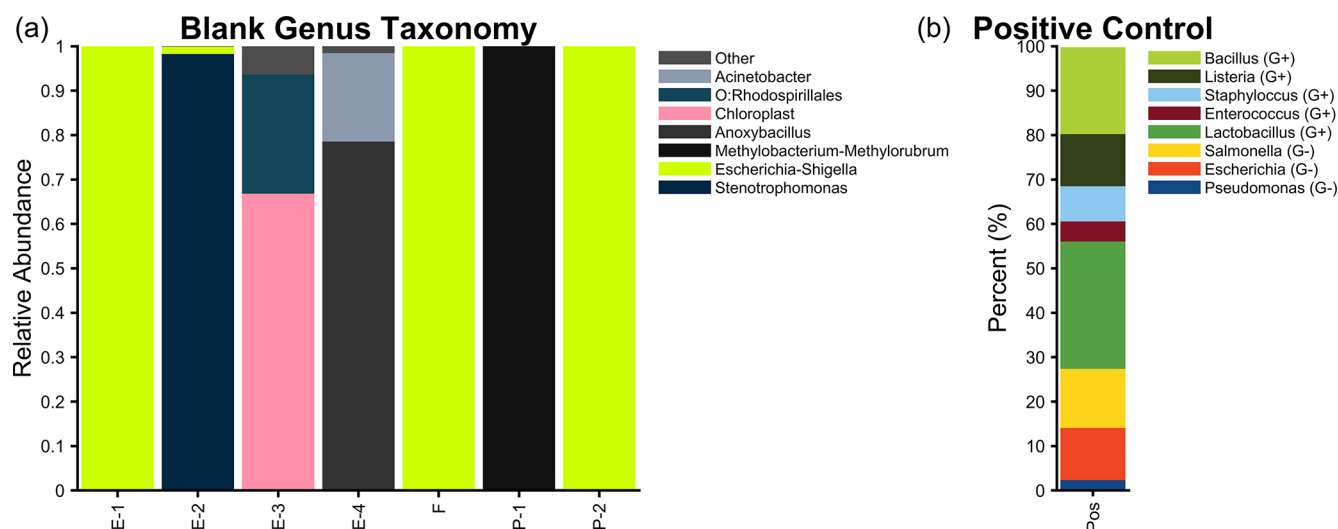 (a) Blank Genus Taxonomy
Relative Abundance
1
0.9
0.8
0.7
0.6
0.5
0.4
0.3
0.2
0.1
0
E-1
E-2
E-3
E-4
F
P-1
P-2
Other
Acinetobacter
O:Rhodospirillales
Chloroplast
Anoxybacillus
Methylobacterium-Methylorubrum
Escherichia-Shigella
Stenotrophomonas
(b) Positive Control
Percent (%)
100
90
80
70
60
50
40
30
20
10
0
Pos
Bacillus (G+)
Listeria (G+)
Staphyloccus (G+)
Enterococcus (G+)
Lactobacillus (G+)
Salmonella (G-)
Escherichia (G-)
Pseudomonas (G-)